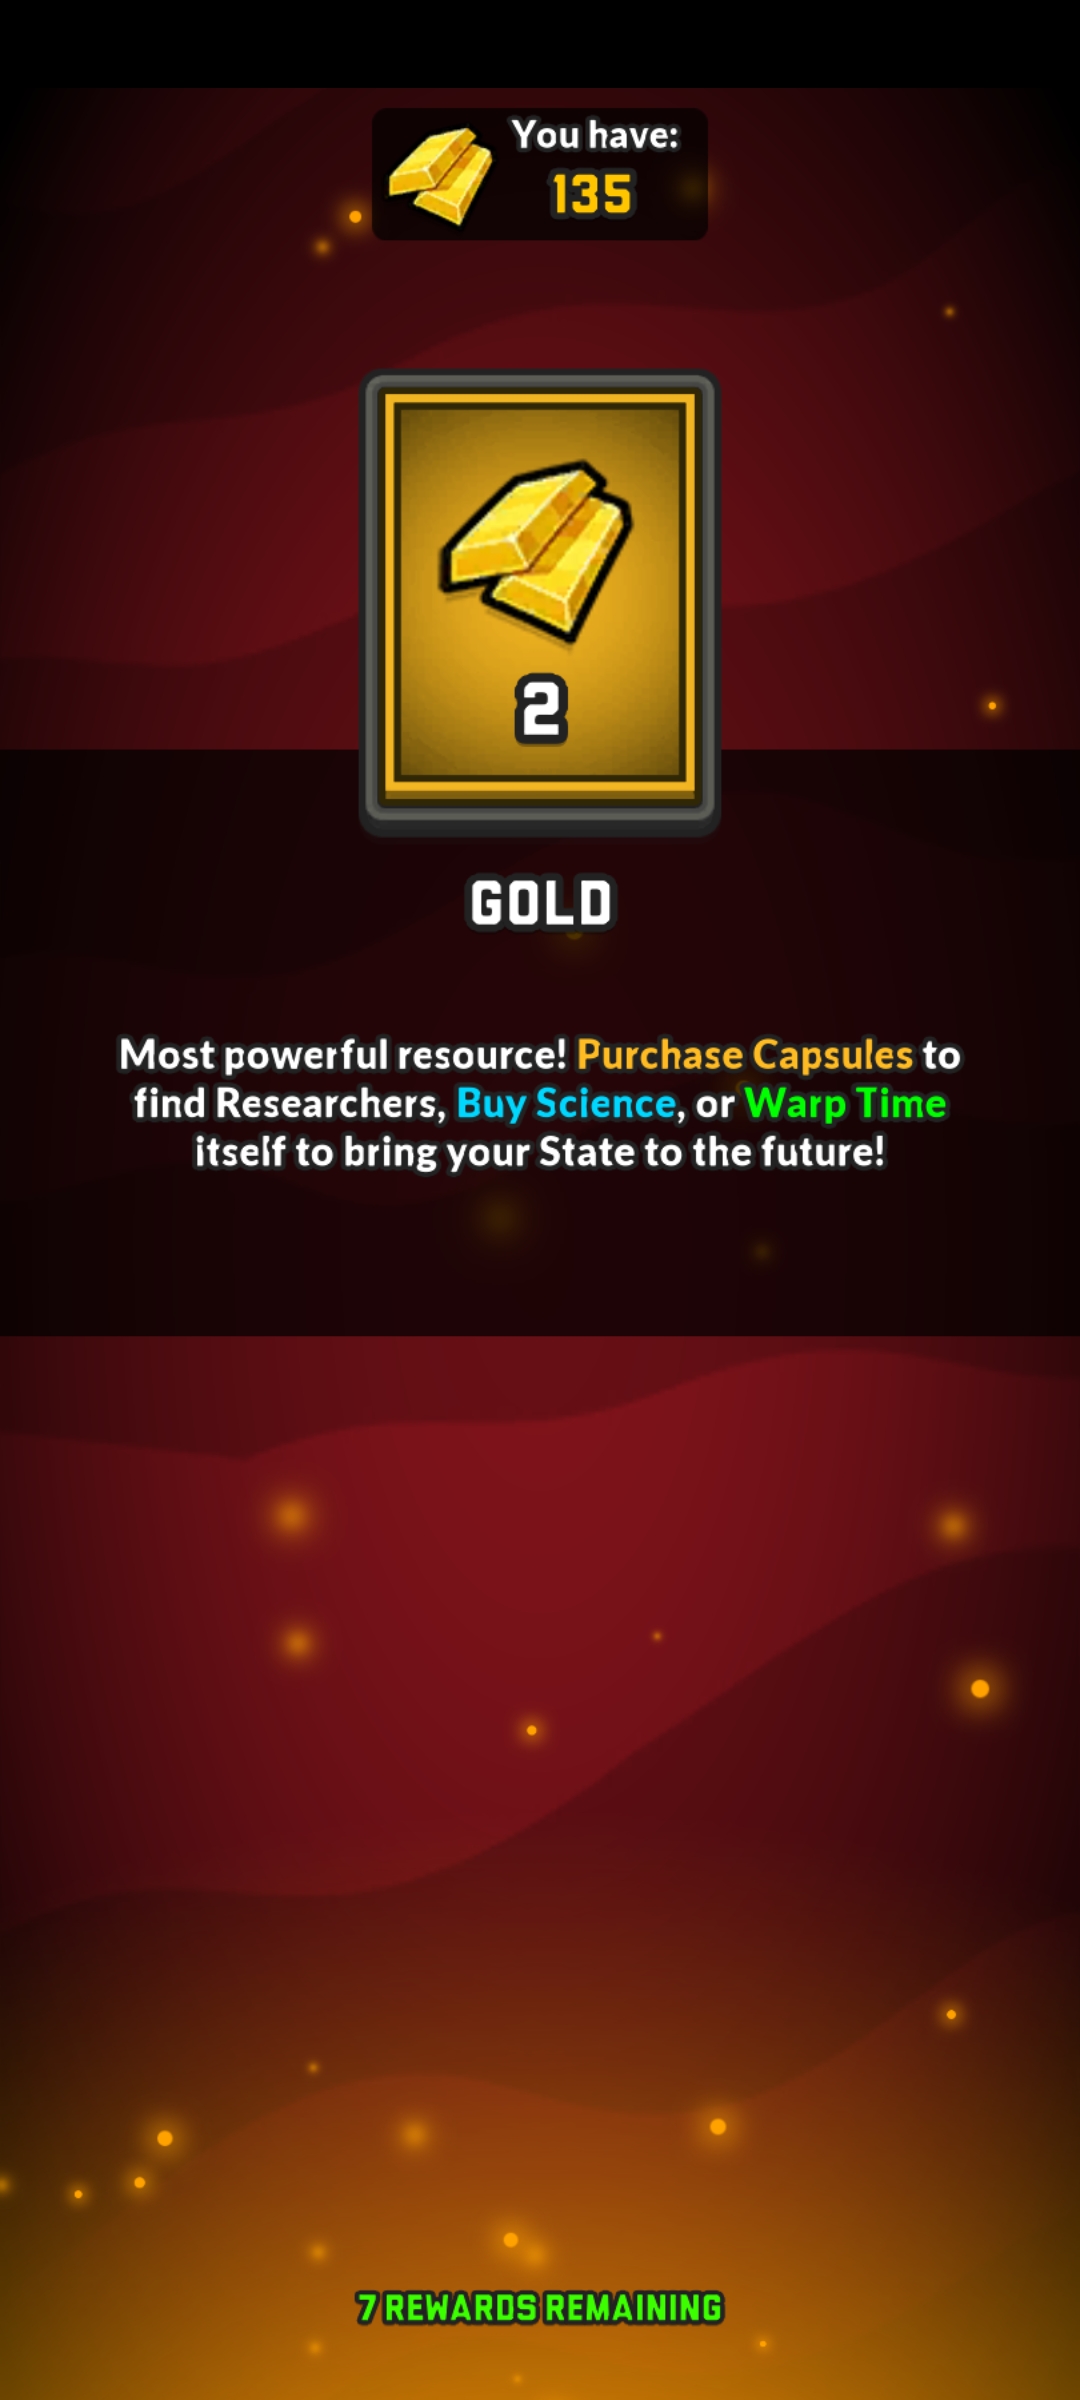 You have:
135
2
GOLD
Most powerful resource! Purchase Capsules to
find Researchers, Buy Science, or Warp Time
itself to bring your State to the future!
7 REWARDS REMAINING